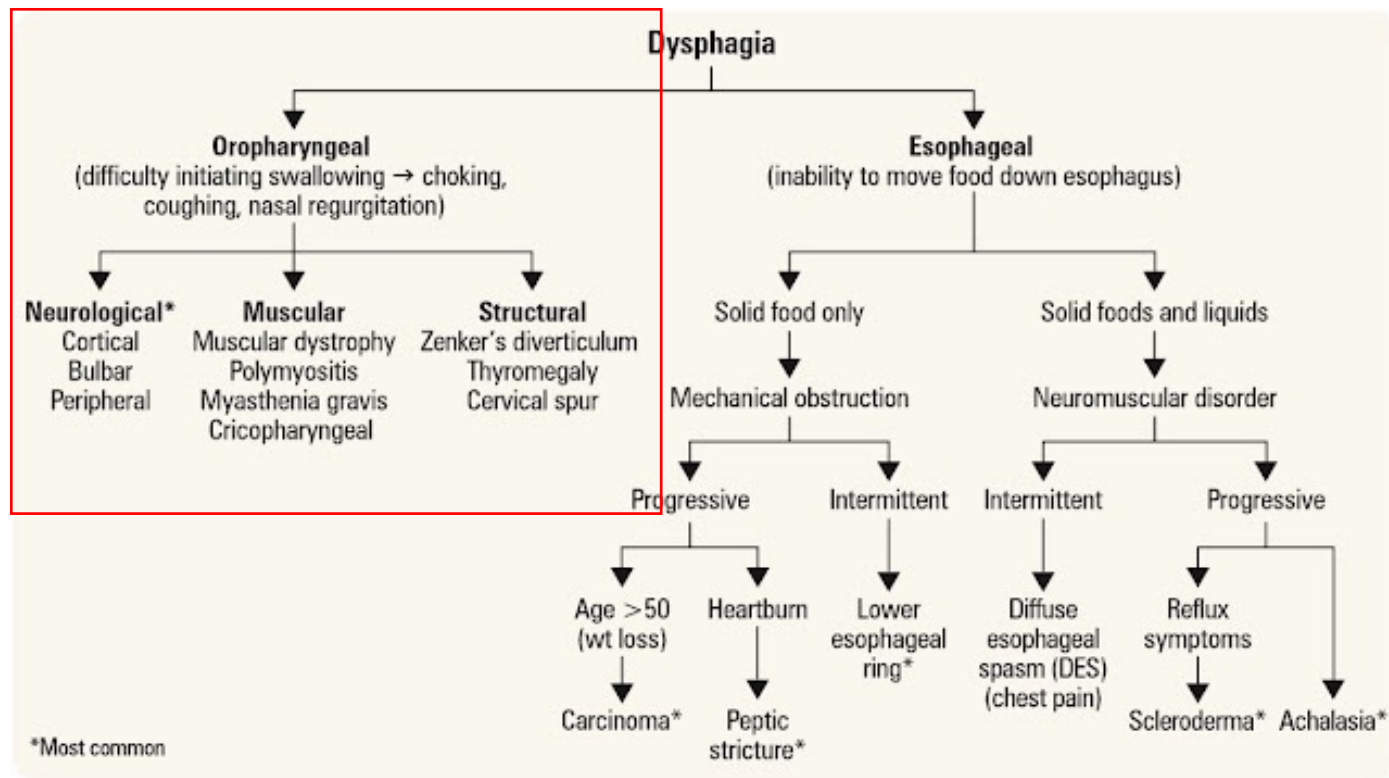 Dysphagia
Oropharyngeal
(difficulty initiating swallowing → choking,
coughing, nasal regurgitation)
Esophageal
(inability to move food down esophagus)
Neurological*
Cortical
Bulbar
Peripheral
Muscular
Muscular dystrophy
Polymyositis
Myasthenia gravis
Cricopharyngeal
Structural
Zenker's diverticulum
Thyromegaly
Cervical spur
Solid food only
Solid foods and liquids
Mechanical obstruction
Neuromuscular disorder
Progressive
Intermittent
Intermittent
Progressive
Age >50
(wt loss)
Heartburn
Lower
esophageal
ring*
Diffuse
esophageal
spasm (DES)
(chest pain)
Reflux
symptoms
Carcinoma*
Peptic
stricture*
Scleroderma*
Achalasia*
*Most common